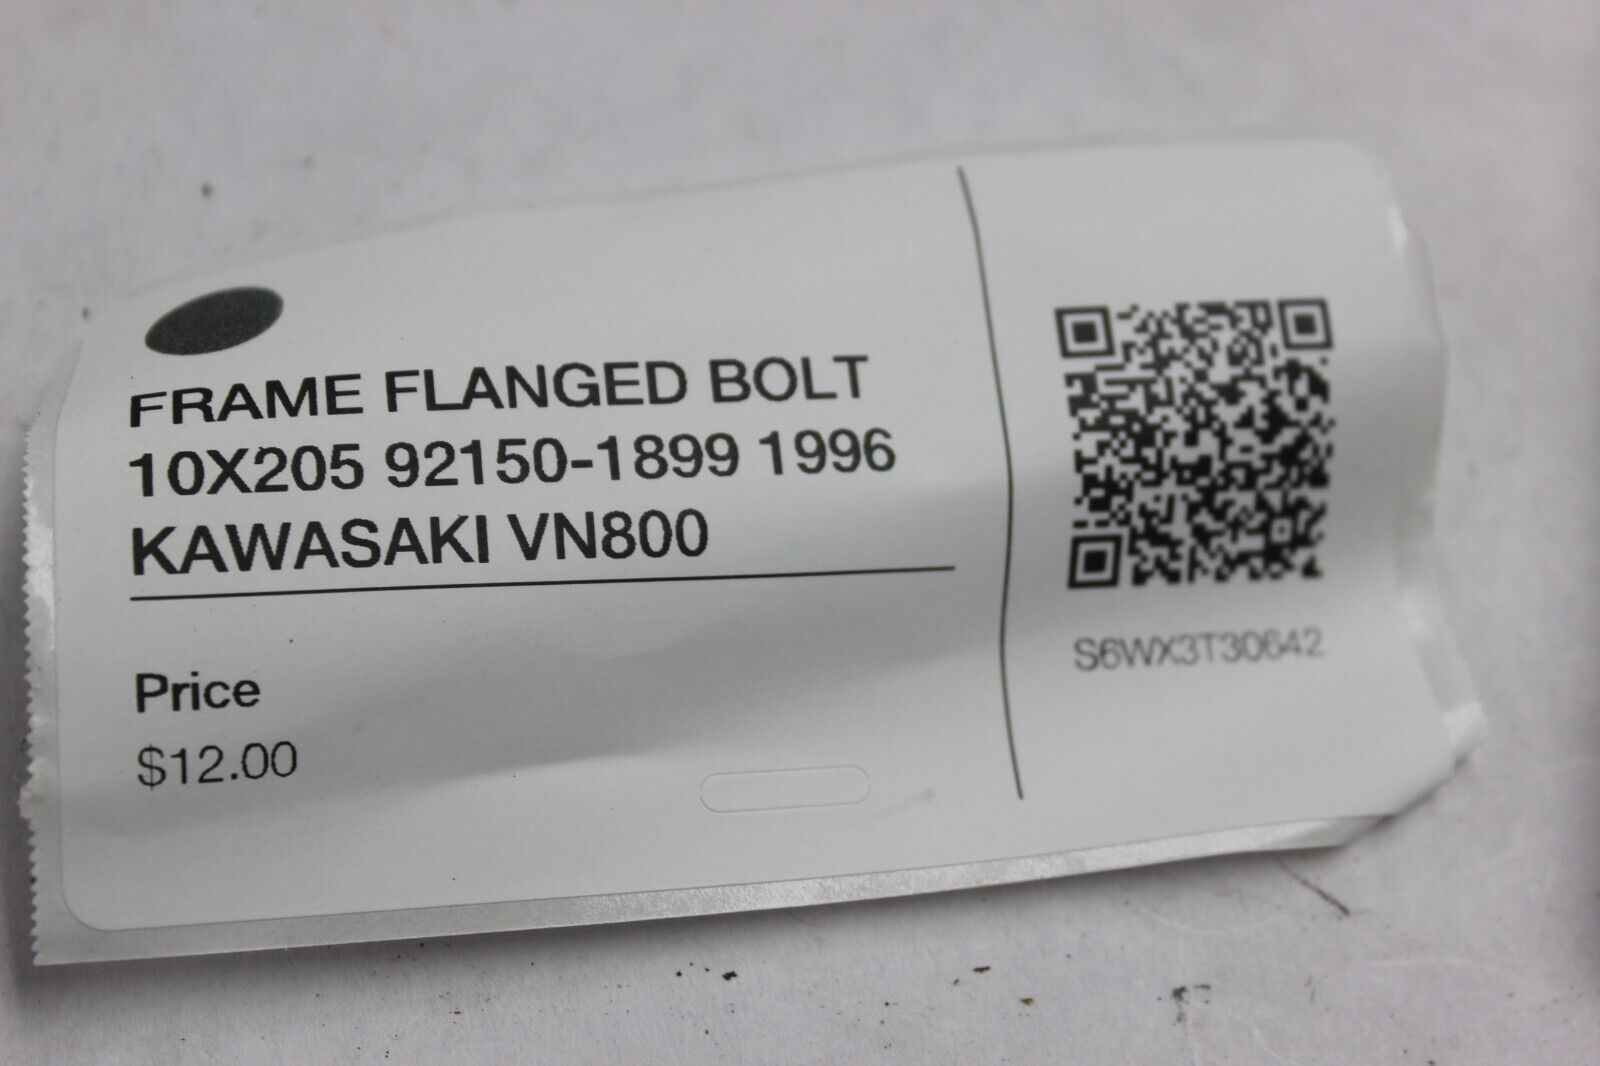 FRAME FLANGED BOLT
10X205 92150-1899 1996
KAWASAKI VN800
Price
$12.00
S6WX3T30642